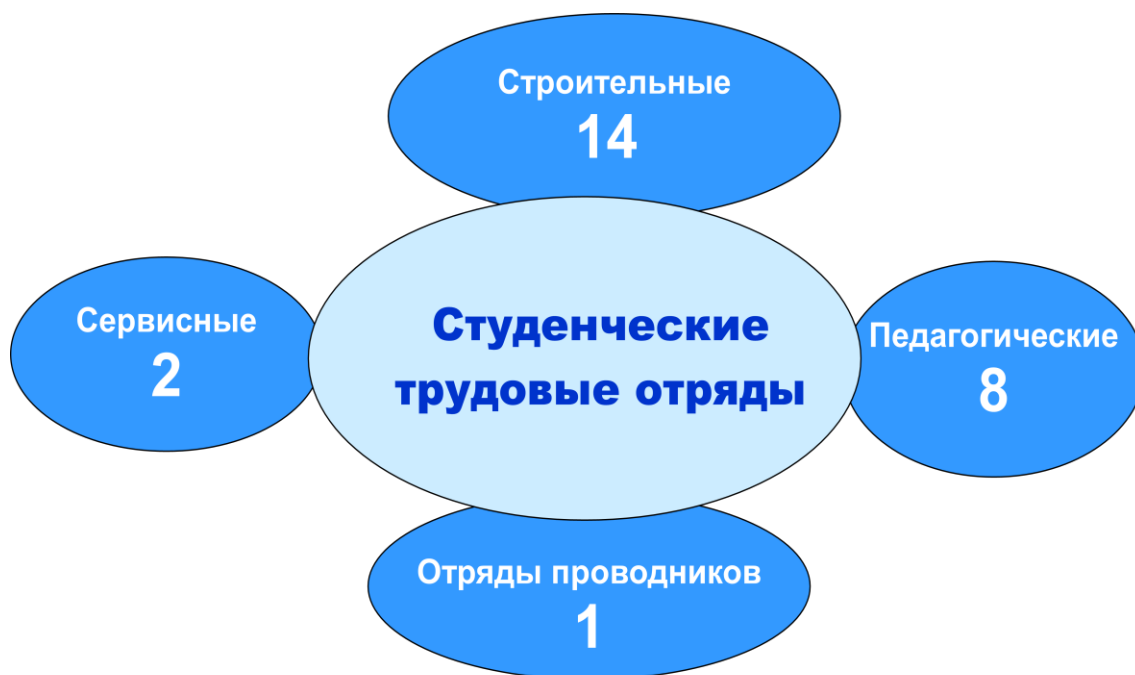 Строительные
14
Сервисные
2
Студенческие
трудовые отряды
Педагогические
8
Отряды проводников
1